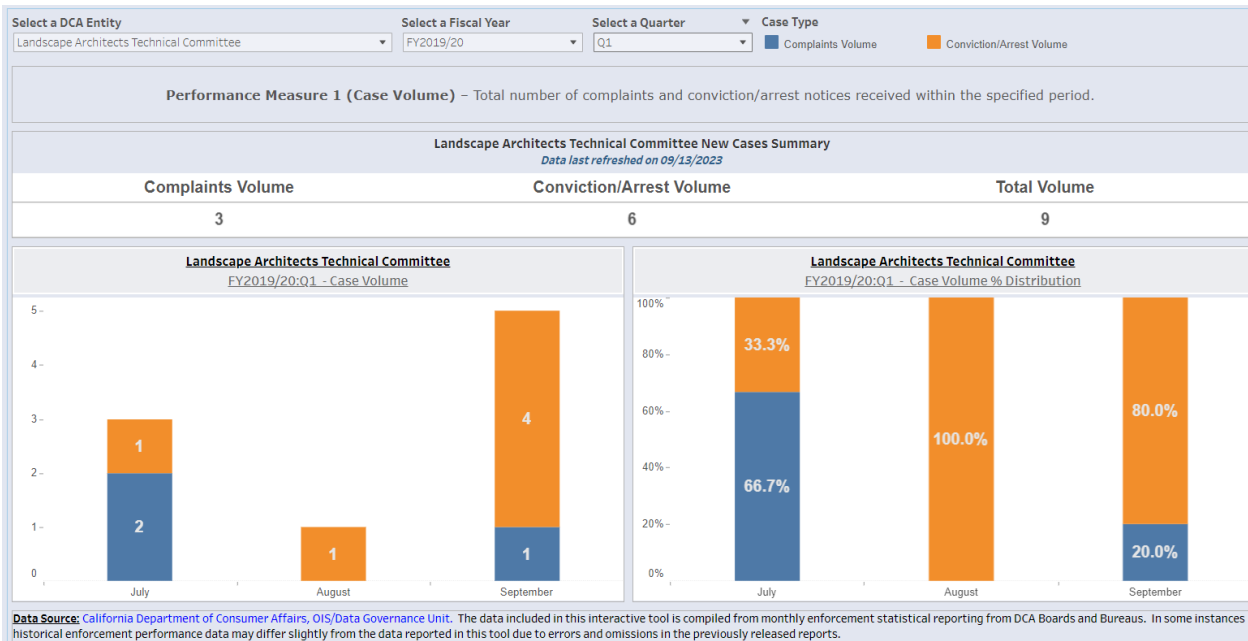 Select a DCA Entity Select a Fiscal Year Select a Quarter Case Type
Landscape Architects Technical Committee FY2019/20 Q1 Complaints Volume Conviction/Arrest Volume
Performance Measure 1 (Case Volume) – Total number of complaints and conviction/arrest notices received within the specified period.
Landscape Architects Technical Committee New Cases Summary
Data last refreshed on 09/13/2023
Complaints Volume Conviction/Arrest Volume Total Volume
3 6 9
Landscape Architects Technical Committee
FY2019/20:Q1 - Case Volume
5
4
3
2
1
0
1
2
1
4
1
July August September
Landscape Architects Technical Committee
FY2019/20:Q1 - Case Volume % Distribution
100%
80%
60%
40%
20%
0%
33.3%
66.7%
100.0%
80.0%
20.0%
July August September
Data Source: California Department of Consumer Affairs, OIS/Data Governance Unit. The data included in this interactive tool is compiled from monthly enforcement statistical reporting from DCA Boards and Bureaus. In some instances
historical enforcement performance data may differ slightly from the data reported in this tool due to errors and omissions in the previously released reports.